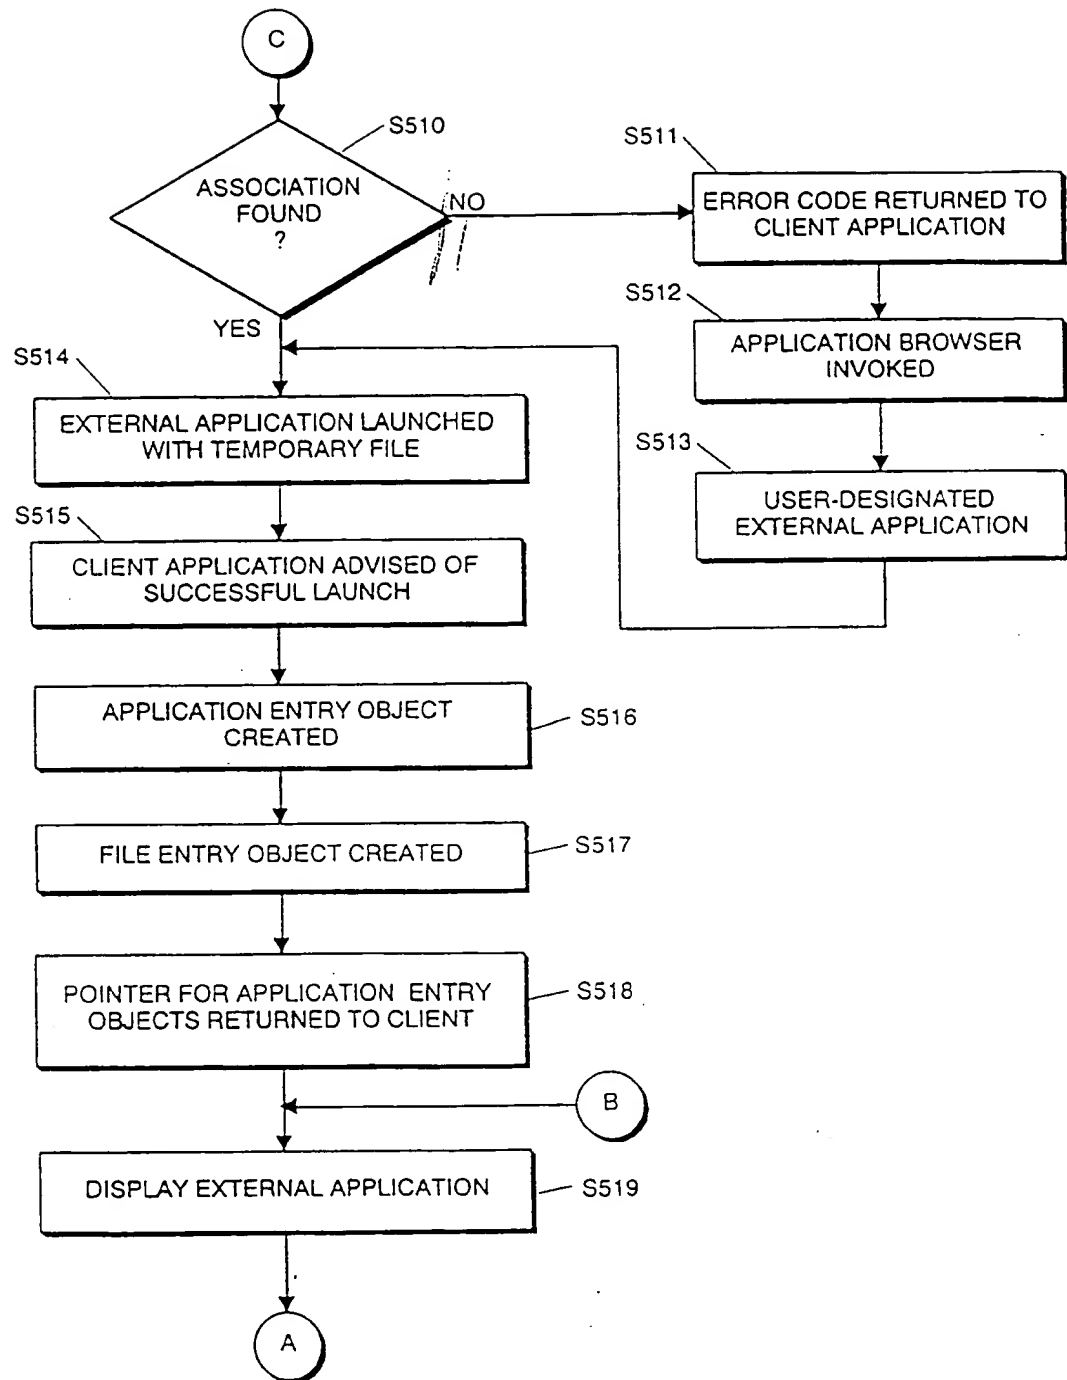 C
S510
ASSOCIATION
FOUND
?
NO
YES
S511
ERROR CODE RETURNED TO
CLIENT APPLICATION
S512
APPLICATION BROWSER
INVOKED
S513
USER-DESIGNATED
EXTERNAL APPLICATION
S514
EXTERNAL APPLICATION LAUNCHED
WITH TEMPORARY FILE
S515
CLIENT APPLICATION ADVISED OF
SUCCESSFUL LAUNCH
APPLICATION ENTRY OBJECT
CREATED
S516
FILE ENTRY OBJECT CREATED
S517
POINTER FOR APPLICATION ENTRY
OBJECTS RETURNED TO CLIENT
S518
B
DISPLAY EXTERNAL APPLICATION
S519
A